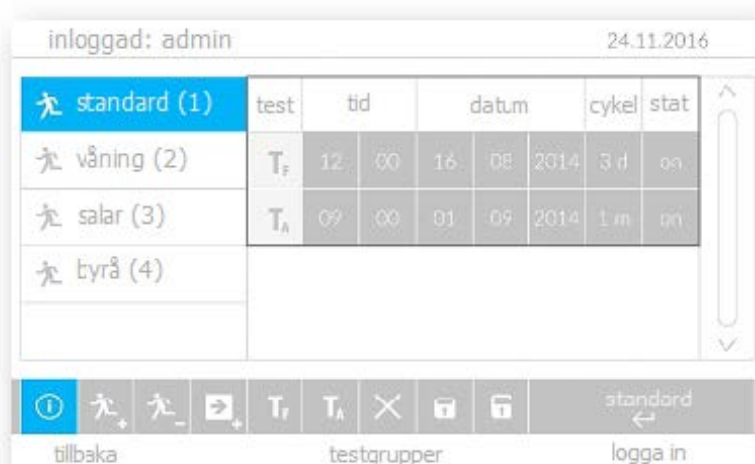 inloggad: admin 24.11.2016
standard (1) test tid datum cykel stat
våning (2) TF 12 00 16 08 2014 3 d on
salar (3) TA 09 00 01 09 2014 1 m on
byrå (4)
TF TA standard
tillbaka testgrupper logga in